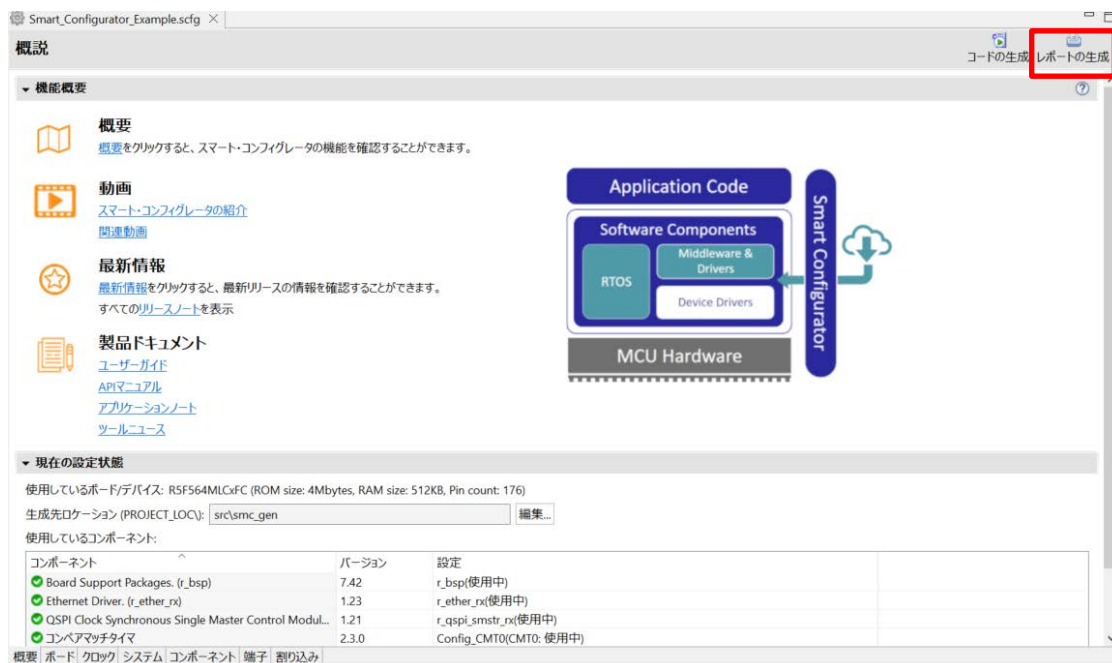 Smart_Configurator_Example.scfg
概説
コードの生成 レポートの生成
機能概要
概要
概要をクリックすると、スマート・コンフィグレータの機能を確認することができます。
動画
スマート・コンフィグレータの紹介
関連動画
最新情報
最新情報をクリックすると、最新リリースの情報を確認することができます。
すべてのリリースノートを表示
製品ドキュメント
ユーザーガイド
APIマニュアル
アプリケーションノート
ツールニュース
Application Code
Software Components
RTOS
Middleware &
Drivers
Device Drivers
MCU Hardware
Smart Configurator
現在の設定状態
使用しているボード/デバイス: R5F564MLCxFC (ROM size: 4Mbytes, RAM size: 512KB, Pin count: 176)
生成先ロケーション (PROJECT_LOC\): src\smc_gen 編集...
使用しているコンポーネント:
コンポーネント バージョン 設定
Board Support Packages. (r_bsp) 7.42 r_bsp(使用中)
Ethernet Driver. (r_ether_rx) 1.23 r_ether_rx(使用中)
QSPI Clock Synchronous Single Master Control Modul... 1.21 r_qspi_smstr_rx(使用中)
コンペアマッチタイマ 2.3.0 Config_CMT0(CMT0: 使用中)
概要 ボード クロック システム コンポーネント 端子 割り込み